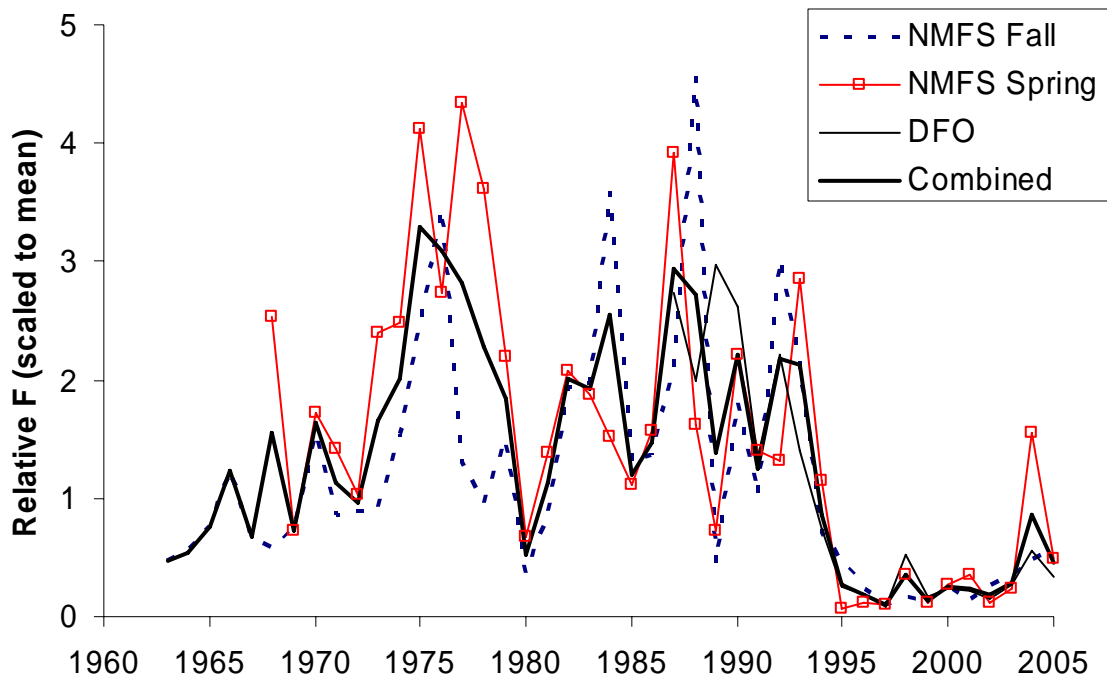 5
4
3
2
1
0
Relative F (scaled to mean)
NMFS Fall
NMFS Spring
DFO
Combined
1960 1965 1970 1975 1980 1985 1990 1995 2000 2005